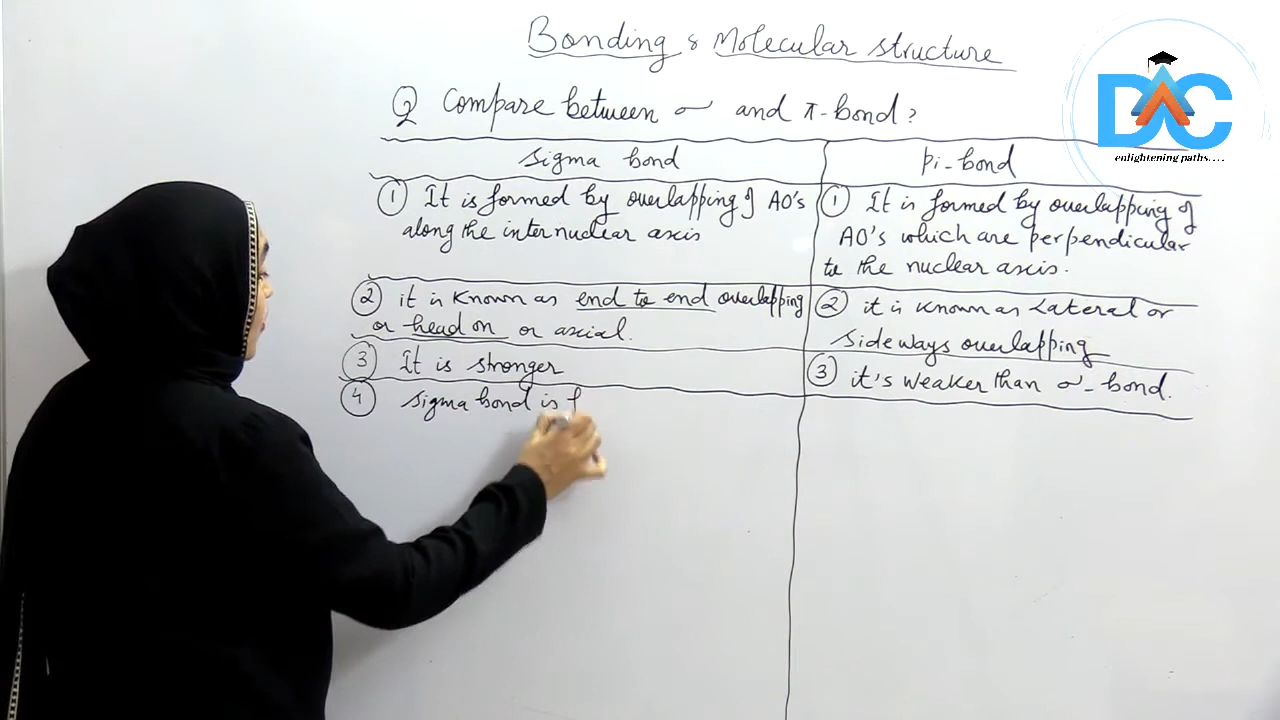 Bonding & Molecular structure
DAC
enlightening paths....
Q Compare between σ and π-bond?
Sigma bond
Pi-bond
① It is formed by overlapping of AO's
along the internuclear axis
① It is formed by overlapping of
AO's which are perpendicular
to the nuclear axis.
② it is known as end to end overlapping
or head on or axial.
② it is known as Lateral or
sideways overlapping
③ It is stronger
③ it's weaker than σ-bond.
④ Sigma bond is f